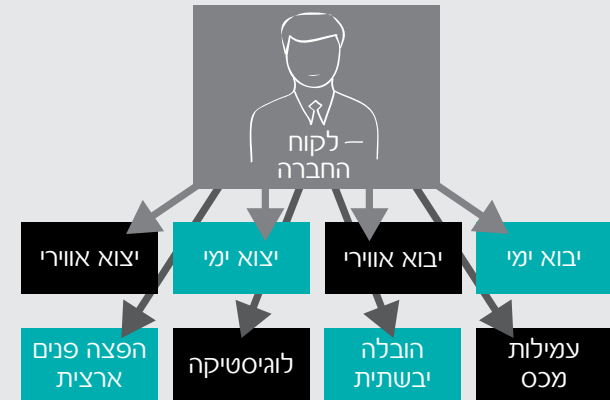 לקוח –
החברה
יבוא ימי
יבוא אווירי
יצוא ימי
יצוא אווירי
עמילות
מכס
הובלה
יבשתית
לוגיסטיקה
הפצה פנים
ארצית